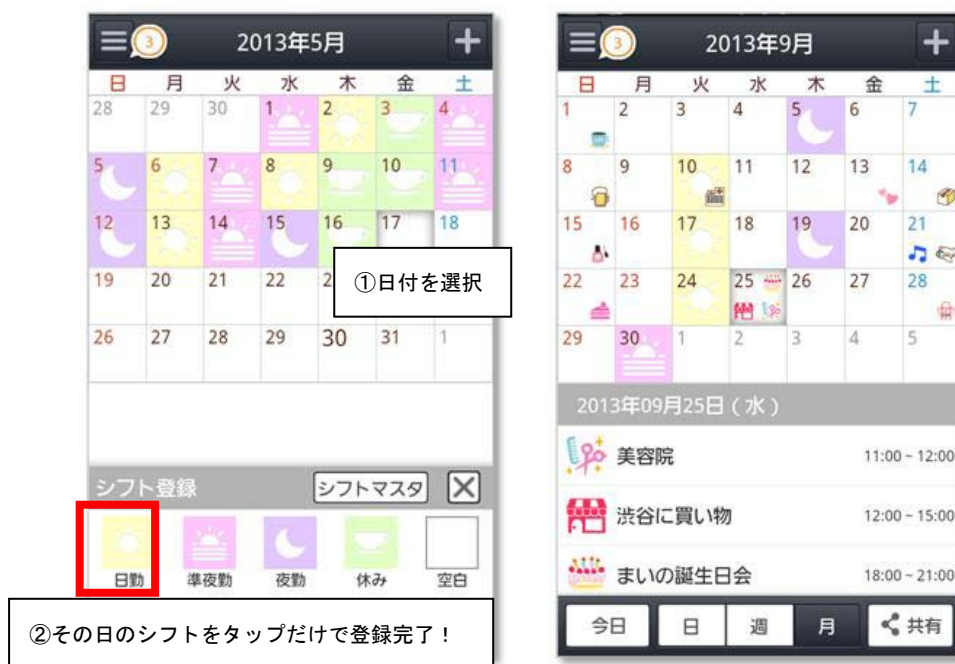 3 2013年5月 +
日 月 火 水 木 金 土
28 29 30 1 2 3 4
5 6 7 8 9 10 11
12 13 14 15 16 17 18
①日付を選択
19 20 21 22 2
26 27 28 29 30 31 1
シフト登録 シフトマスタ ×
日勤 準夜勤 夜勤 休み 空白
②その日のシフトをタップだけで登録完了！
3 2013年9月 +
日 月 火 水 木 金 土
1 2 3 4 5 6 7
8 9 10 11 12 13 14
15 16 17 18 19 20 21
22 23 24 25 26 27 28
29 30 1 2 3 4 5
2013年09月25日（水）
美容院 11:00 ~ 12:00
渋谷に買い物 12:00 ~ 15:00
まいの誕生日会 18:00 ~ 21:00
今日 日 週 月 共有